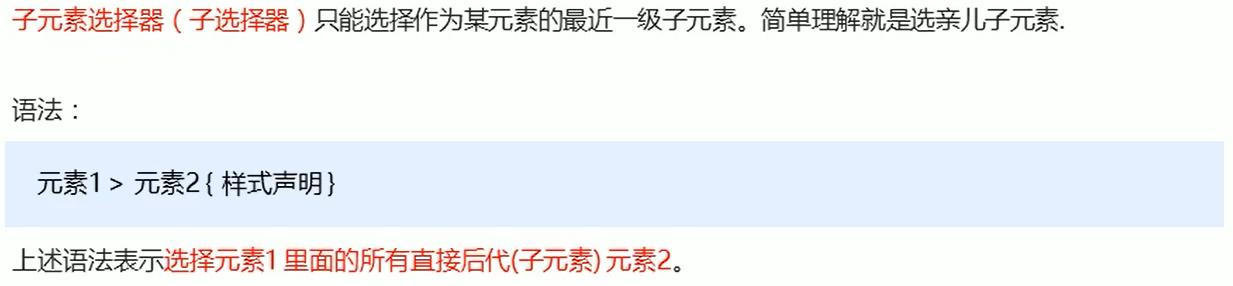 子元素选择器（子选择器）只能选择作为某元素的最近一级子元素。简单理解就是选亲儿子元素.
语法：
元素1 > 元素2 { 样式声明 }
上述语法表示选择元素1 里面的所有直接后代(子元素) 元素2。